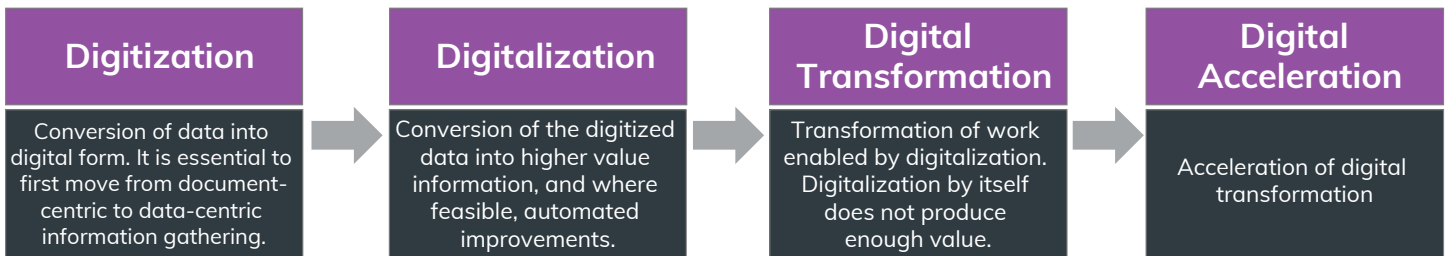 Digitization
Conversion of data into
digital form. It is essential to
first move from document-
centric to data-centric
information gathering.
Digitalization
Conversion of the digitized
data into higher value
information, and where
feasible, automated
improvements.
Digital
Transformation
Transformation of work
enabled by digitalization.
Digitalization by itself
does not produce
enough value.
Digital
Acceleration
Acceleration of digital
transformation